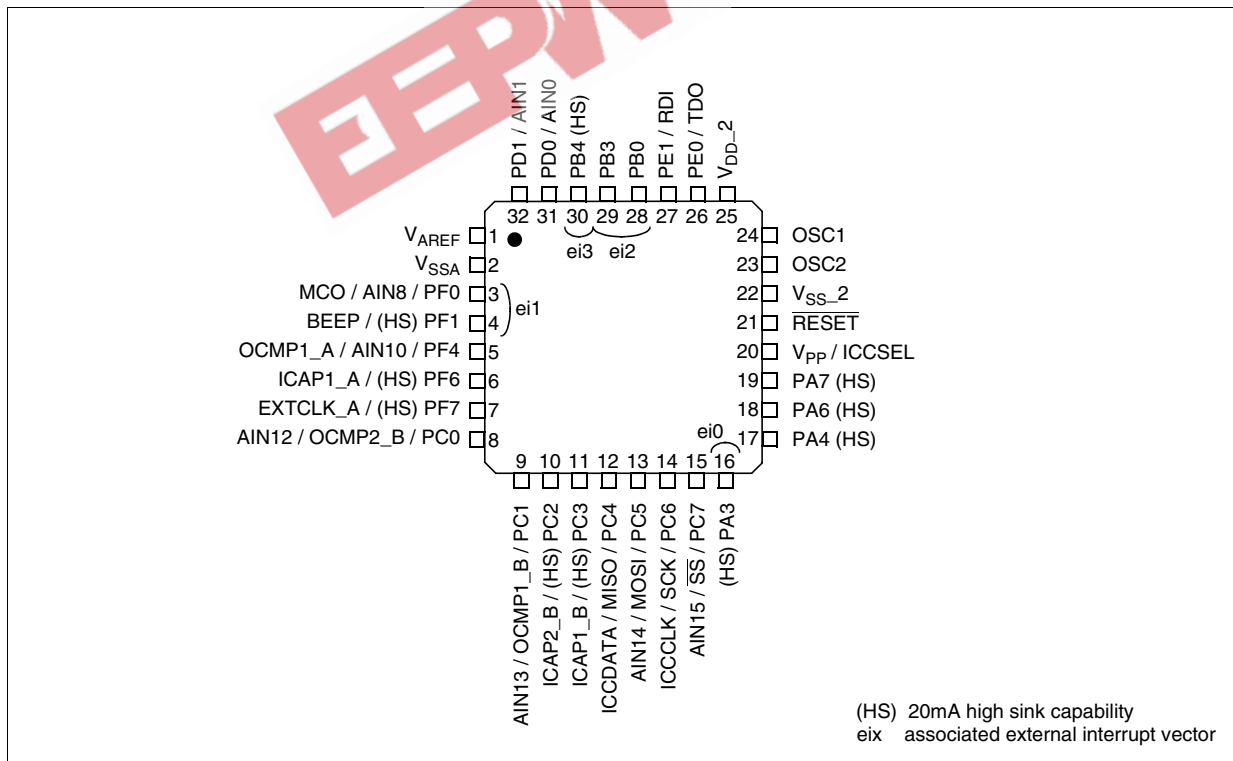 EEPW
PD1 / AIN1
PD0 / AIN0
PB4 (HS)
PB3
PB0
PE1 / RDI
PE0 / TDO
VDD_2
32 31 30 29 28 27 26 25
ei3 ei2
VAREF 1
VSSA 2
MCO / AIN8 / PF0 3
BEEP / (HS) PF1 4
ei1
OCMP1_A / AIN10 / PF4 5
ICAP1_A / (HS) PF6 6
EXTCLK_A / (HS) PF7 7
AIN12 / OCMP2_B / PC0 8
24 OSC1
23 OSC2
22 VSS_2
21 RESET
20 VPP / ICCSEL
19 PA7 (HS)
18 PA6 (HS)
17 PA4 (HS)
ei0
9 10 11 12 13 14 15 16
AIN13 / OCMP1_B / PC1
ICAP2_B / (HS) PC2
ICAP1_B / (HS) PC3
ICCDATA / MISO / PC4
AIN14 / MOSI / PC5
ICCCLK / SCK / PC6
AIN15 / SS / PC7
(HS) PA3
(HS) 20mA high sink capability
eix associated external interrupt vector